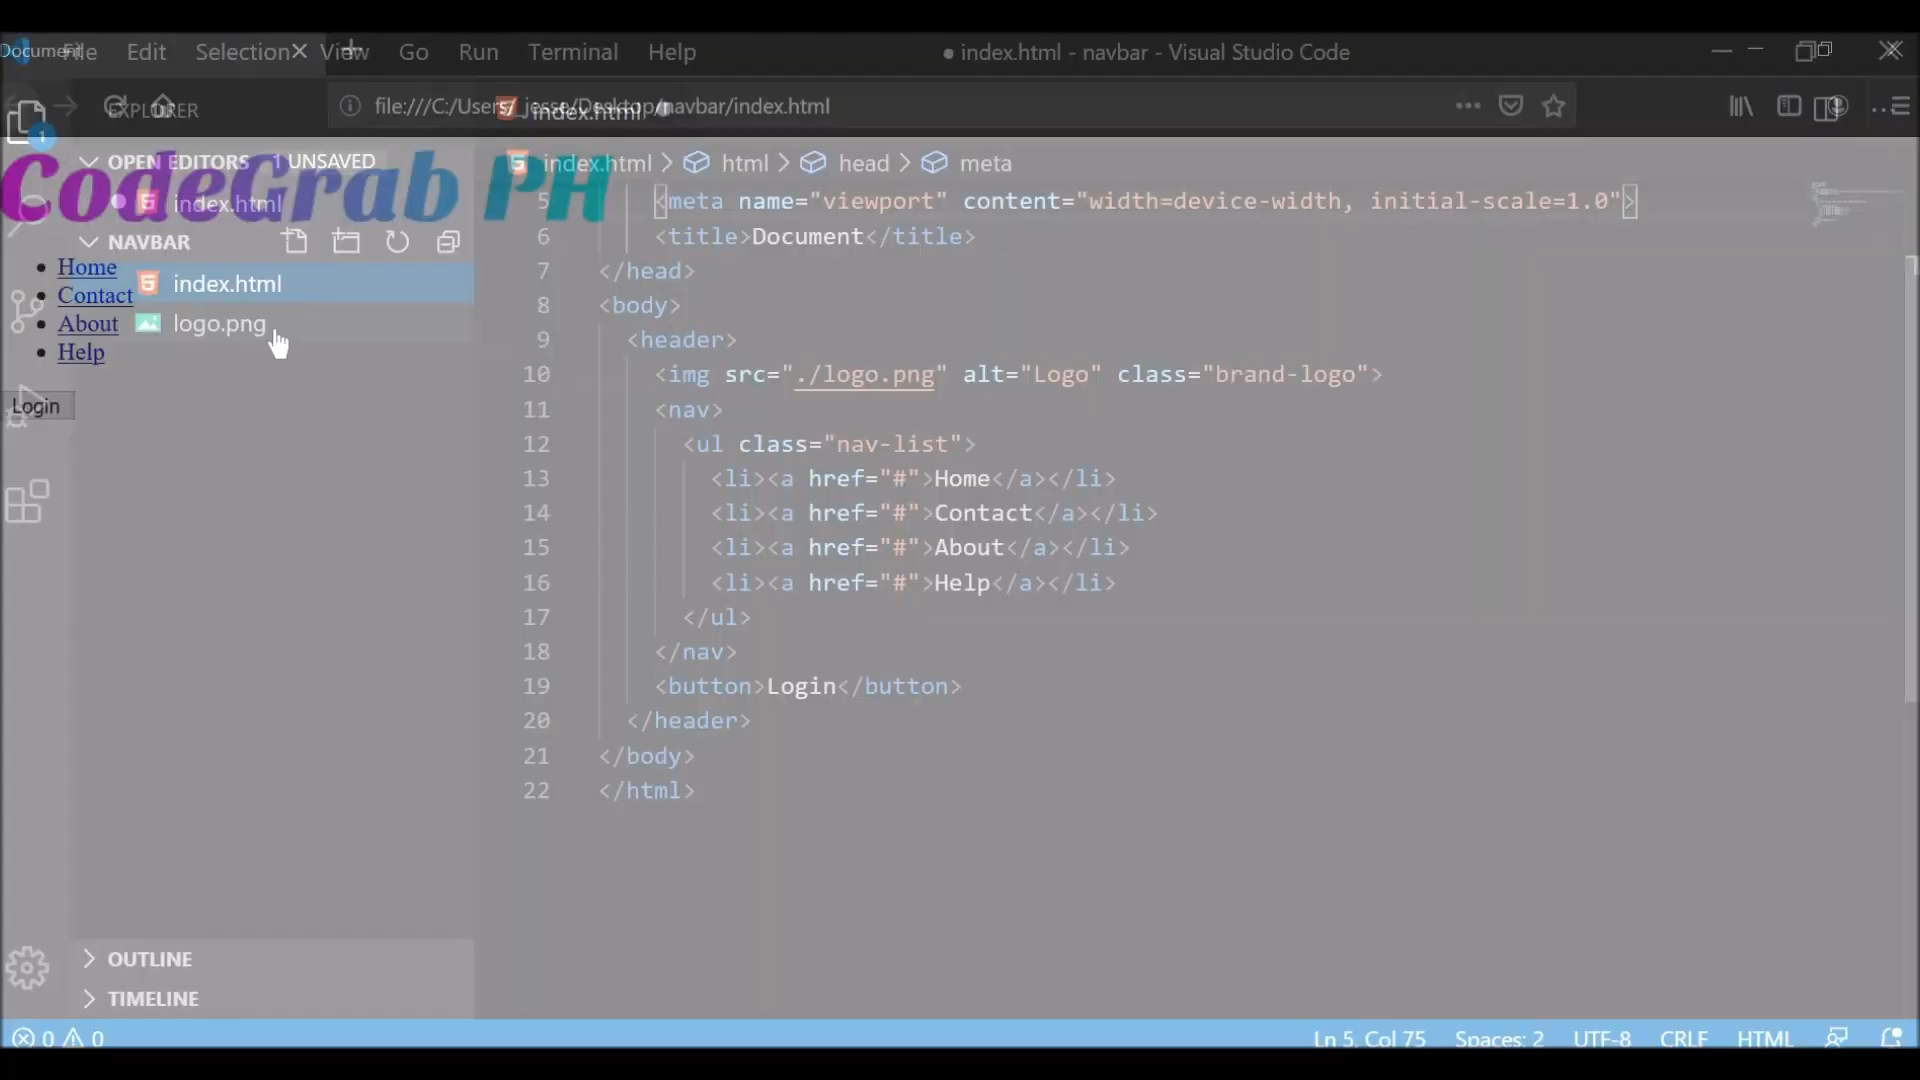 Document
File Edit Selection View Go Run Terminal Help
● index.html - navbar - Visual Studio Code
EXPLORER
file:///C:/Users/_jesse/Desktop/navbar/index.html
index.html
1
OPEN EDITORS 1 UNSAVED
CodeGrab PH
index.html
NAVBAR
index.html
logo.png
Home
Contact
About
Help
Login
index.html > html > head > meta
5 <meta name="viewport" content="width=device-width, initial-scale=1.0">
6 <title>Document</title>
7 </head>
8 <body>
9 <header>
10 <img src="./logo.png" alt="Logo" class="brand-logo">
11 <nav>
12 <ul class="nav-list">
13 <li><a href="#">Home</a></li>
14 <li><a href="#">Contact</a></li>
15 <li><a href="#">About</a></li>
16 <li><a href="#">Help</a></li>
17 </ul>
18 </nav>
19 <button>Login</button>
20 </header>
21 </body>
22 </html>
OUTLINE
TIMELINE
0 0
Ln 5, Col 75 Spaces: 2 UTF-8 CRLF HTML